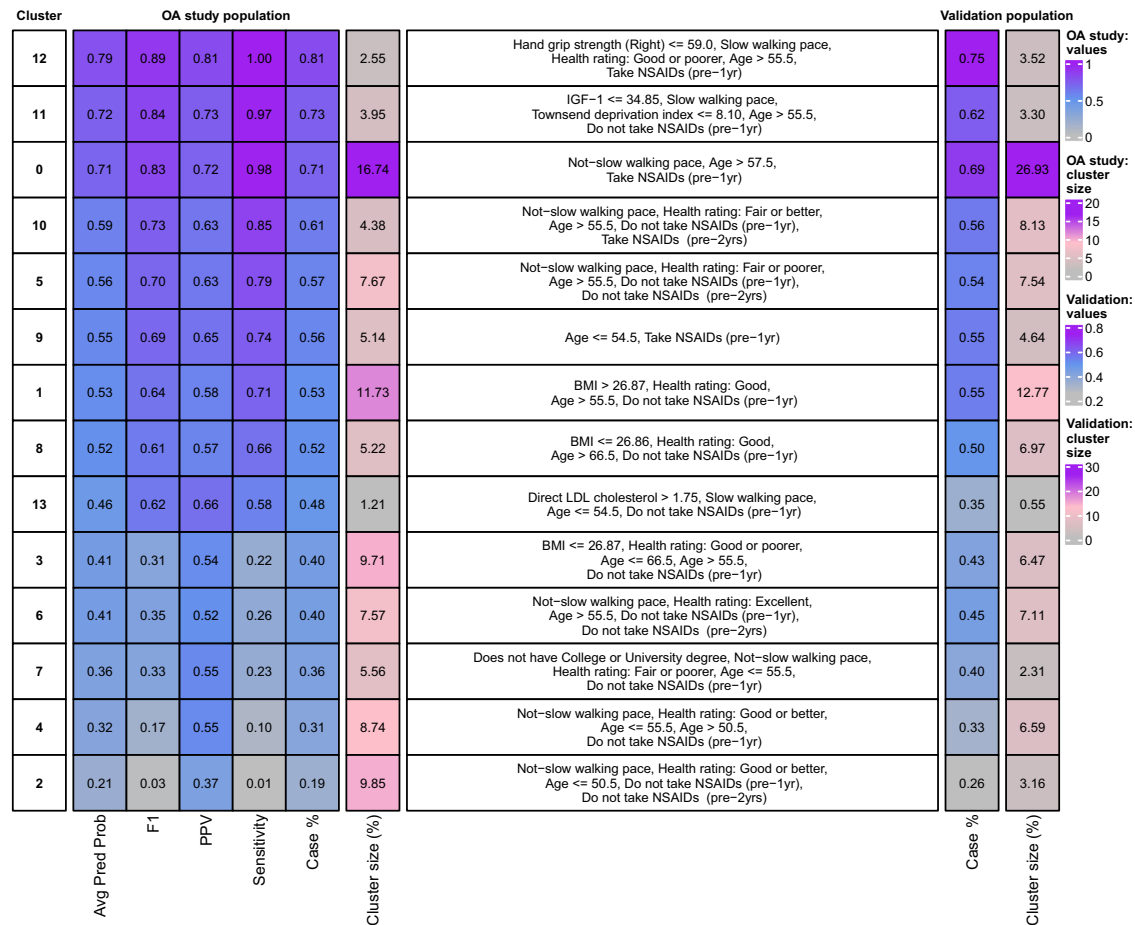 Cluster OA study population Validation population
12 0.79 0.89 0.81 1.00 0.81 2.55 Hand grip strength (Right) <= 59.0, Slow walking pace, 0.75 3.52
Health rating: Good or poorer, Age > 55.5,
Take NSAIDs (pre−1yr)
11 0.72 0.84 0.73 0.97 0.73 3.95 IGF−1 <= 34.85, Slow walking pace, 0.62 3.30
Townsend deprivation index <= 8.10, Age > 55.5,
Do not take NSAIDs (pre−1yr)
0 0.71 0.83 0.72 0.98 0.71 16.74 Not−slow walking pace, Age > 57.5, 0.69 26.93
Take NSAIDs (pre−1yr)
10 0.59 0.73 0.63 0.85 0.61 4.38 Not−slow walking pace, Health rating: Fair or better, 0.56 8.13
Age > 55.5, Do not take NSAIDs (pre−1yr),
Take NSAIDs (pre−2yrs)
5 0.56 0.70 0.63 0.79 0.57 7.67 Not−slow walking pace, Health rating: Fair or poorer, 0.54 7.54
Age > 55.5, Do not take NSAIDs (pre−1yr),
Do not take NSAIDs (pre−2yrs)
9 0.55 0.69 0.65 0.74 0.56 5.14 Age <= 54.5, Take NSAIDs (pre−1yr) 0.55 4.64
1 0.53 0.64 0.58 0.71 0.53 11.73 BMI > 26.87, Health rating: Good, 0.55 12.77
Age > 55.5, Do not take NSAIDs (pre−1yr)
8 0.52 0.61 0.57 0.66 0.52 5.22 BMI <= 26.86, Health rating: Good, 0.50 6.97
Age > 66.5, Do not take NSAIDs (pre−1yr)
13 0.46 0.62 0.66 0.58 0.48 1.21 Direct LDL cholesterol > 1.75, Slow walking pace, 0.35 0.55
Age <= 54.5, Do not take NSAIDs (pre−1yr)
3 0.41 0.31 0.54 0.22 0.40 9.71 BMI <= 26.87, Health rating: Good or poorer, 0.43 6.47
Age <= 66.5, Age > 55.5,
Do not take NSAIDs (pre−1yr)
6 0.41 0.35 0.52 0.26 0.40 7.57 Not−slow walking pace, Health rating: Excellent, 0.45 7.11
Age > 55.5, Do not take NSAIDs (pre−1yr),
Do not take NSAIDs (pre−2yrs)
7 0.36 0.33 0.55 0.23 0.36 5.56 Does not have College or University degree, Not−slow walking pace, 0.40 2.31
Health rating: Fair or poorer, Age <= 55.5,
Do not take NSAIDs (pre−1yr)
4 0.32 0.17 0.55 0.10 0.31 8.74 Not−slow walking pace, Health rating: Good or better, 0.33 6.59
Age <= 55.5, Age > 50.5,
Do not take NSAIDs (pre−1yr)
2 0.21 0.03 0.37 0.01 0.19 9.85 Not−slow walking pace, Health rating: Good or better, 0.26 3.16
Age <= 50.5, Do not take NSAIDs (pre−1yr),
Do not take NSAIDs (pre−2yrs)
Avg Pred Prob
F1
PPV
Sensitivity
Case %
Cluster size (%)
Case %
Cluster size (%)
OA study:
values
1
0.5
0
OA study:
cluster
size
20
15
10
5
0
Validation:
values
0.8
0.6
0.4
0.2
Validation:
cluster
size
30
20
10
0